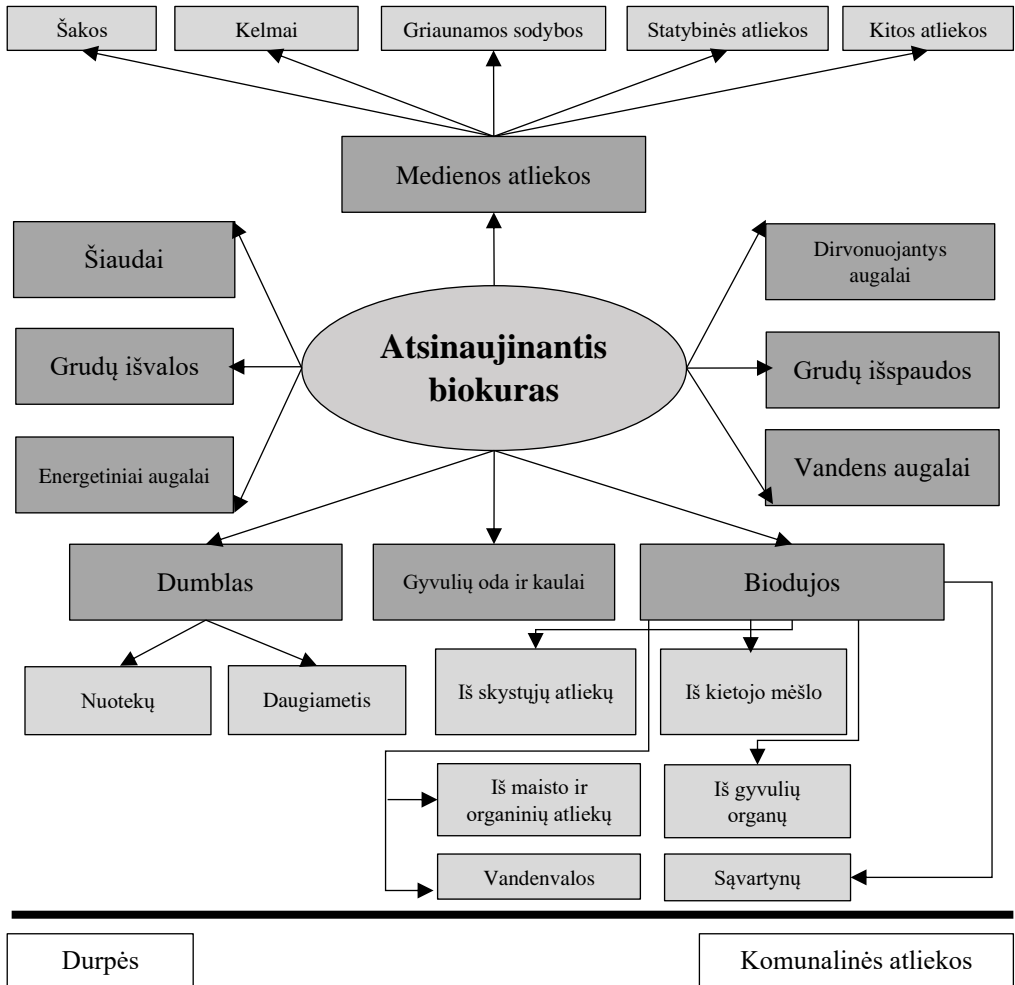 Šakos
Kelmai
Griaunamos sodybos
Statybinės atliekos
Kitos atliekos
Medienos atliekos
Šiaudai
Dirvonuojantys
augalai
Atsinaujinantis
biokuras
Grudų išvalos
Grudų išspaudos
Energetiniai augalai
Vandens augalai
Dumblas
Gyvulių oda ir kaulai
Biodujos
Nuotekų
Daugiametis
Iš skystųjų atliekų
Iš kietojo mėšlo
Iš maisto ir
organinių atliekų
Iš gyvulių
organų
Vandenvalos
Sąvartynų
Durpės
Komunalinės atliekos